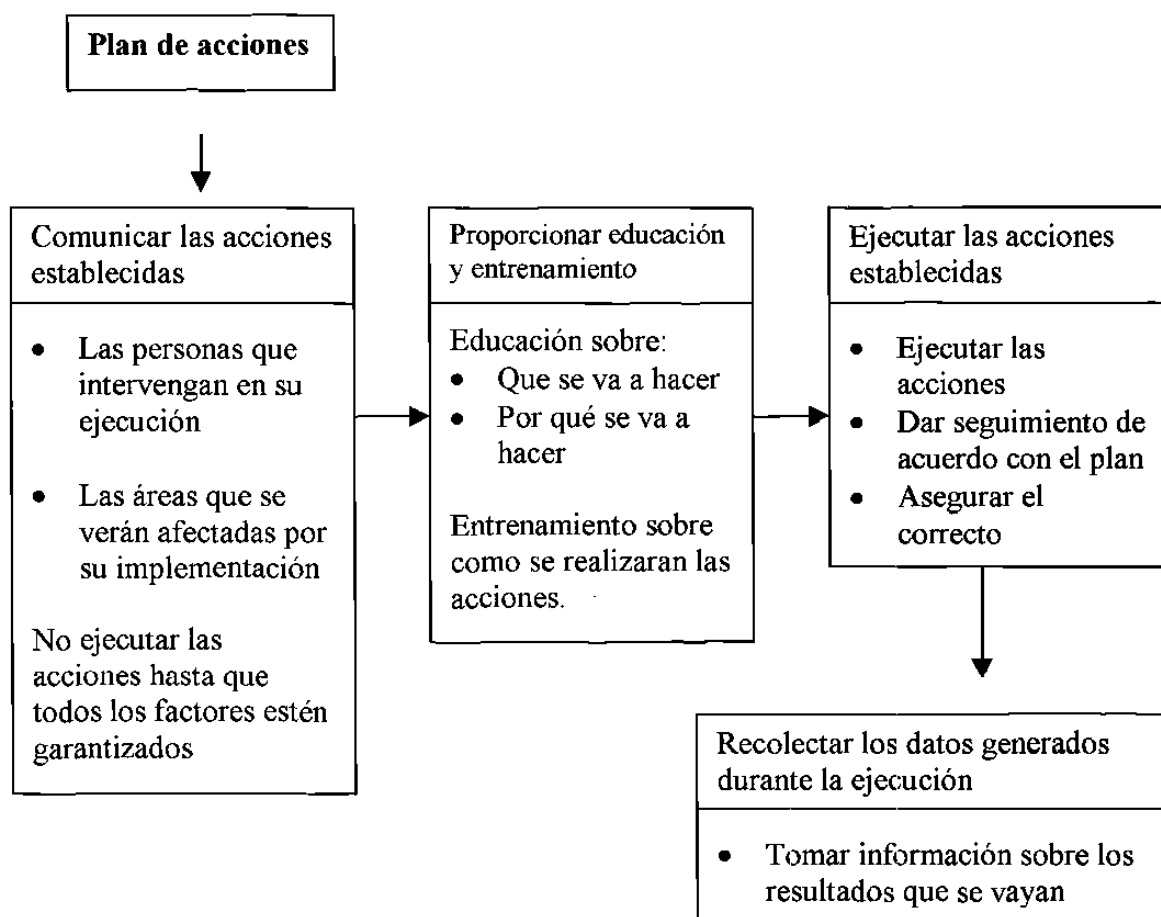 Plan de acciones
Comunicar las acciones
establecidas
• Las personas que
intervengan en su
ejecución
• Las áreas que se
verán afectadas por
su implementación
No ejecutar las
acciones hasta que
todos los factores estén
garantizados
Proporcionar educación
y entrenamiento
Educación sobre:
• Que se va a hacer
• Por qué se va a
hacer
Entrenamiento sobre
como se realizaran las
acciones.
Ejecutar las acciones
establecidas
• Ejecutar las
acciones
• Dar seguimiento de
acuerdo con el plan
• Asegurar el
correcto
Recolectar los datos generados
durante la ejecución
• Tomar información sobre los
resultados que se vayan